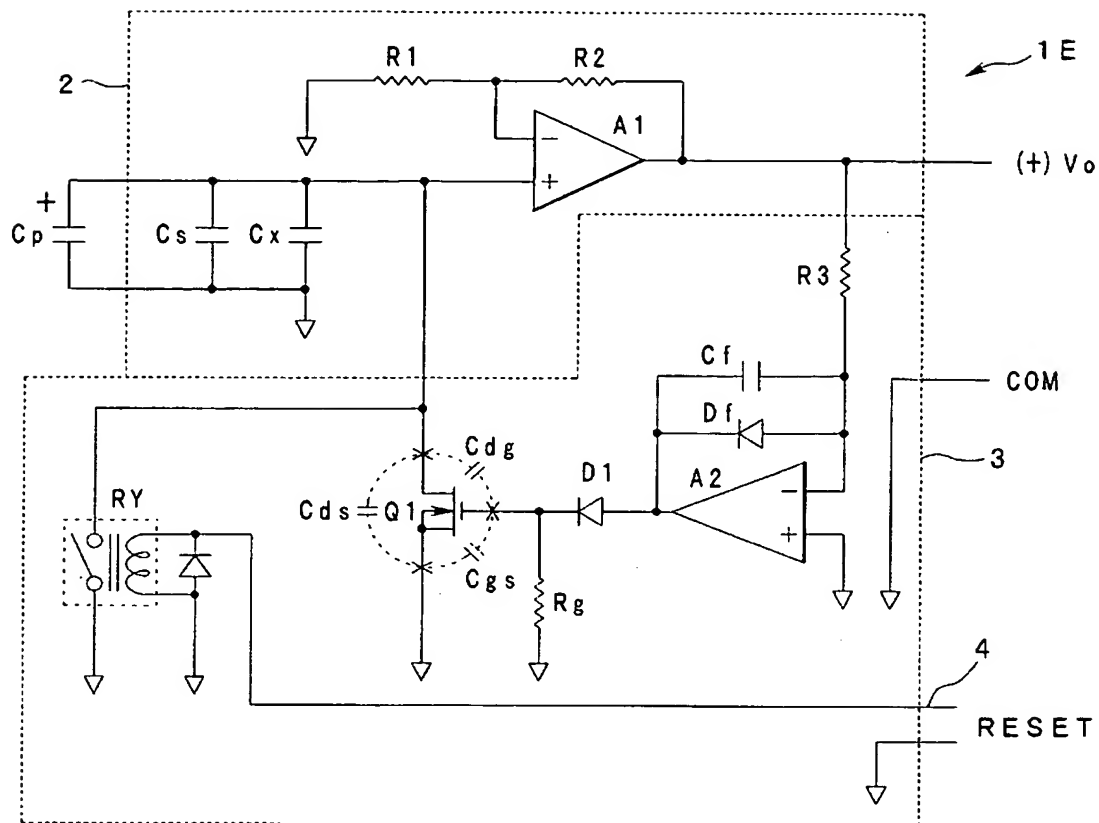 1E
2
R1
R2
A1
(+) Vo
+
-
+
Cp
Cs
Cx
R3
Cf
COM
Df
3
Cdg
D1
A2
-
+
RY
Cds
Q1
Cgs
Rg
4
RESET